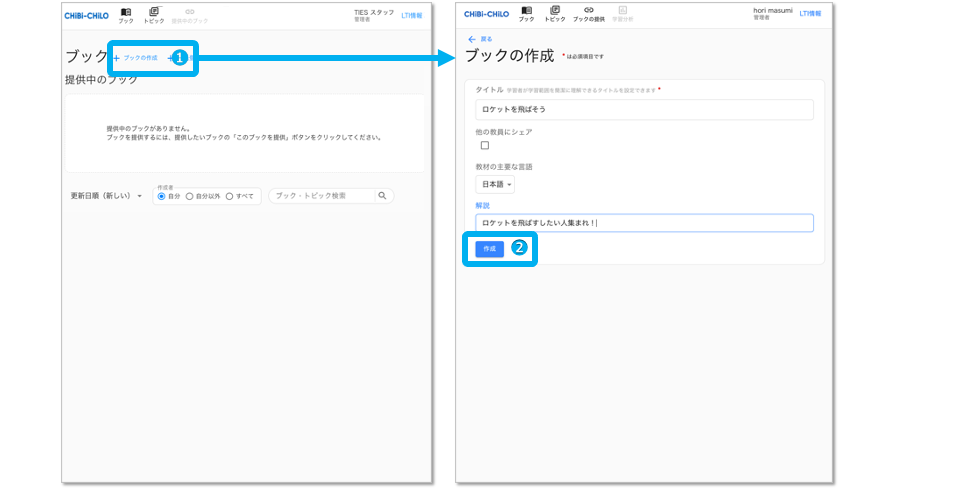 CHiBi-CHiLO
ブック
トピック
提供中のブック
TIES スタッフ
管理者
LTI情報
ブック
+ ブックの作成
+
1
提供中のブック
提供中のブックがありません。
ブックを提供するには、提供したいブックの「このブックを提供」ボタンをクリックしてください。
更新日順（新しい）
作成者
自分
自分以外
すべて
ブック・トピック検索
CHiBi-CHiLO
ブック
トピック
ブックの提供
学習分析
hori masumi
管理者
LTI情報
← 戻る
ブックの作成 * は必須項目です
タイトル 学習者が学習範囲を簡潔に理解できるタイトルを設定できます *
ロケットを飛ばそう
他の教員にシェア
教材の主要な言語
日本語
解説
ロケットを飛ばすしたい人集まれ！
作成
2